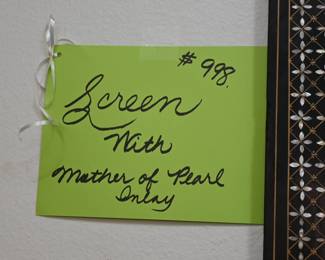 # 998.
Screen
With
Mother of Pearl
Inlay